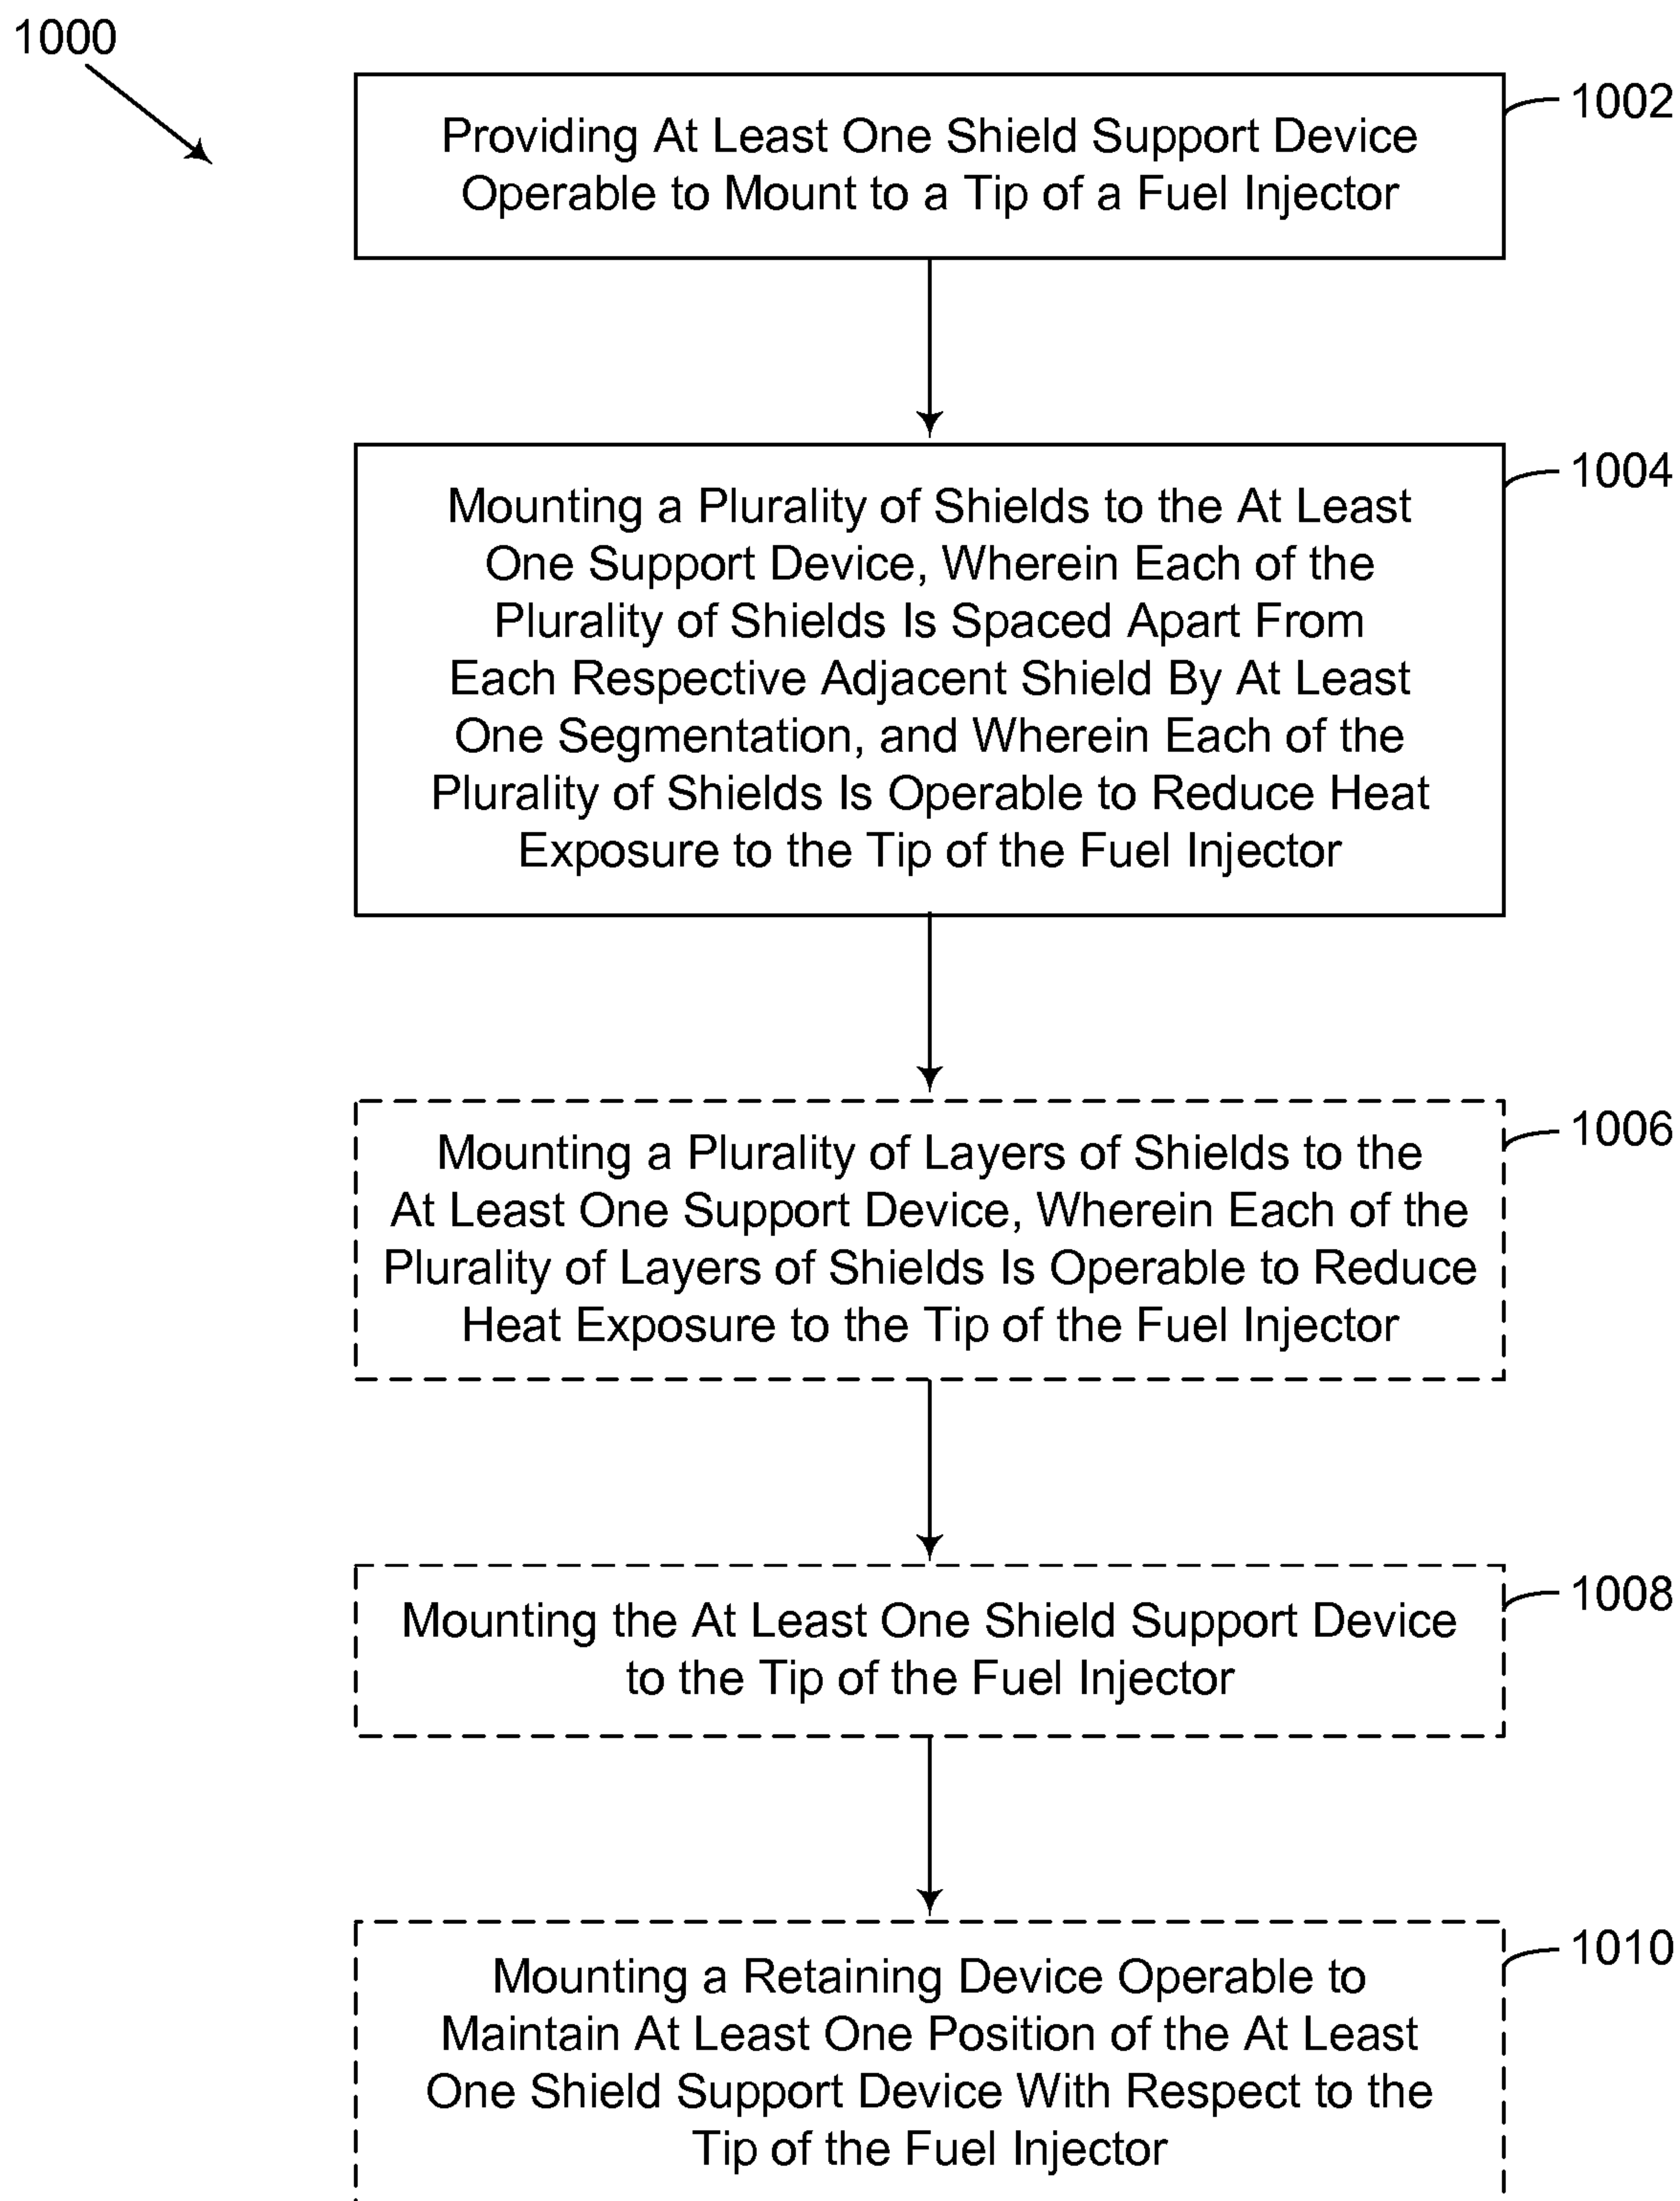 1000
1002
Providing At Least One Shield Support Device
Operable to Mount to a Tip of a Fuel Injector
1004
Mounting a Plurality of Shields to the At Least
One Support Device, Wherein Each of the
Plurality of Shields Is Spaced Apart From
Each Respective Adjacent Shield By At Least
One Segmentation, and Wherein Each of the
Plurality of Shields Is Operable to Reduce Heat
Exposure to the Tip of the Fuel Injector
1006
Mounting a Plurality of Layers of Shields to the
At Least One Support Device, Wherein Each of the
Plurality of Layers of Shields Is Operable to Reduce
Heat Exposure to the Tip of the Fuel Injector
1008
Mounting the At Least One Shield Support Device
to the Tip of the Fuel Injector
1010
Mounting a Retaining Device Operable to
Maintain At Least One Position of the At Least
One Shield Support Device With Respect to the
Tip of the Fuel Injector